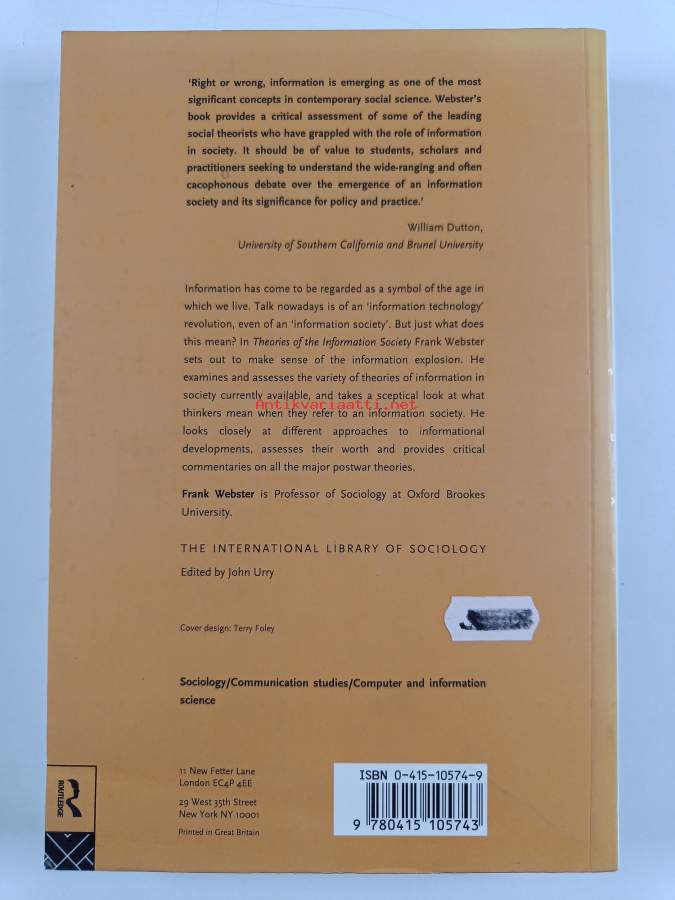 ‘Right or wrong, information is emerging as one of the most
significant concepts in contemporary social science. Webster’s
book provides a critical assessment of some of the leading
social theorists who have grappled with the role of information
in society. It should be of value to students, scholars and
practitioners seeking to understand the wide-ranging and often
cacophonous debate over the emergence of an information
society and its significance for policy and practice.’
William Dutton,
University of Southern California and Brunel University
Information has come to be regarded as a symbol of the age in
which we live. Talk nowadays is of an ‘information technology’
revolution, even of an ‘information society’. But just what does
this mean? In Theories of the Information Society Frank Webster
sets out to make sense of the information explosion. He
examines and assesses the variety of theories of information in
society currently available, and takes a sceptical look at what
Antikvariaatti.net
thinkers mean when they refer to an information society. He
looks closely at different approaches to informational
developments, assesses their worth and provides critical
commentaries on all the major postwar theories.
Frank Webster is Professor of Sociology at Oxford Brookes
University.
THE INTERNATIONAL LIBRARY OF SOCIOLOGY
Edited by John Urry
Cover design: Terry Foley
Sociology/Communication studies/Computer and information
science
11 New Fetter Lane
London EC4P 4EE
29 West 35th Street
New York NY 10001
Printed in Great Britain
ROUTLEDGE
ISBN 0-415-10574-9
9 780415 105743